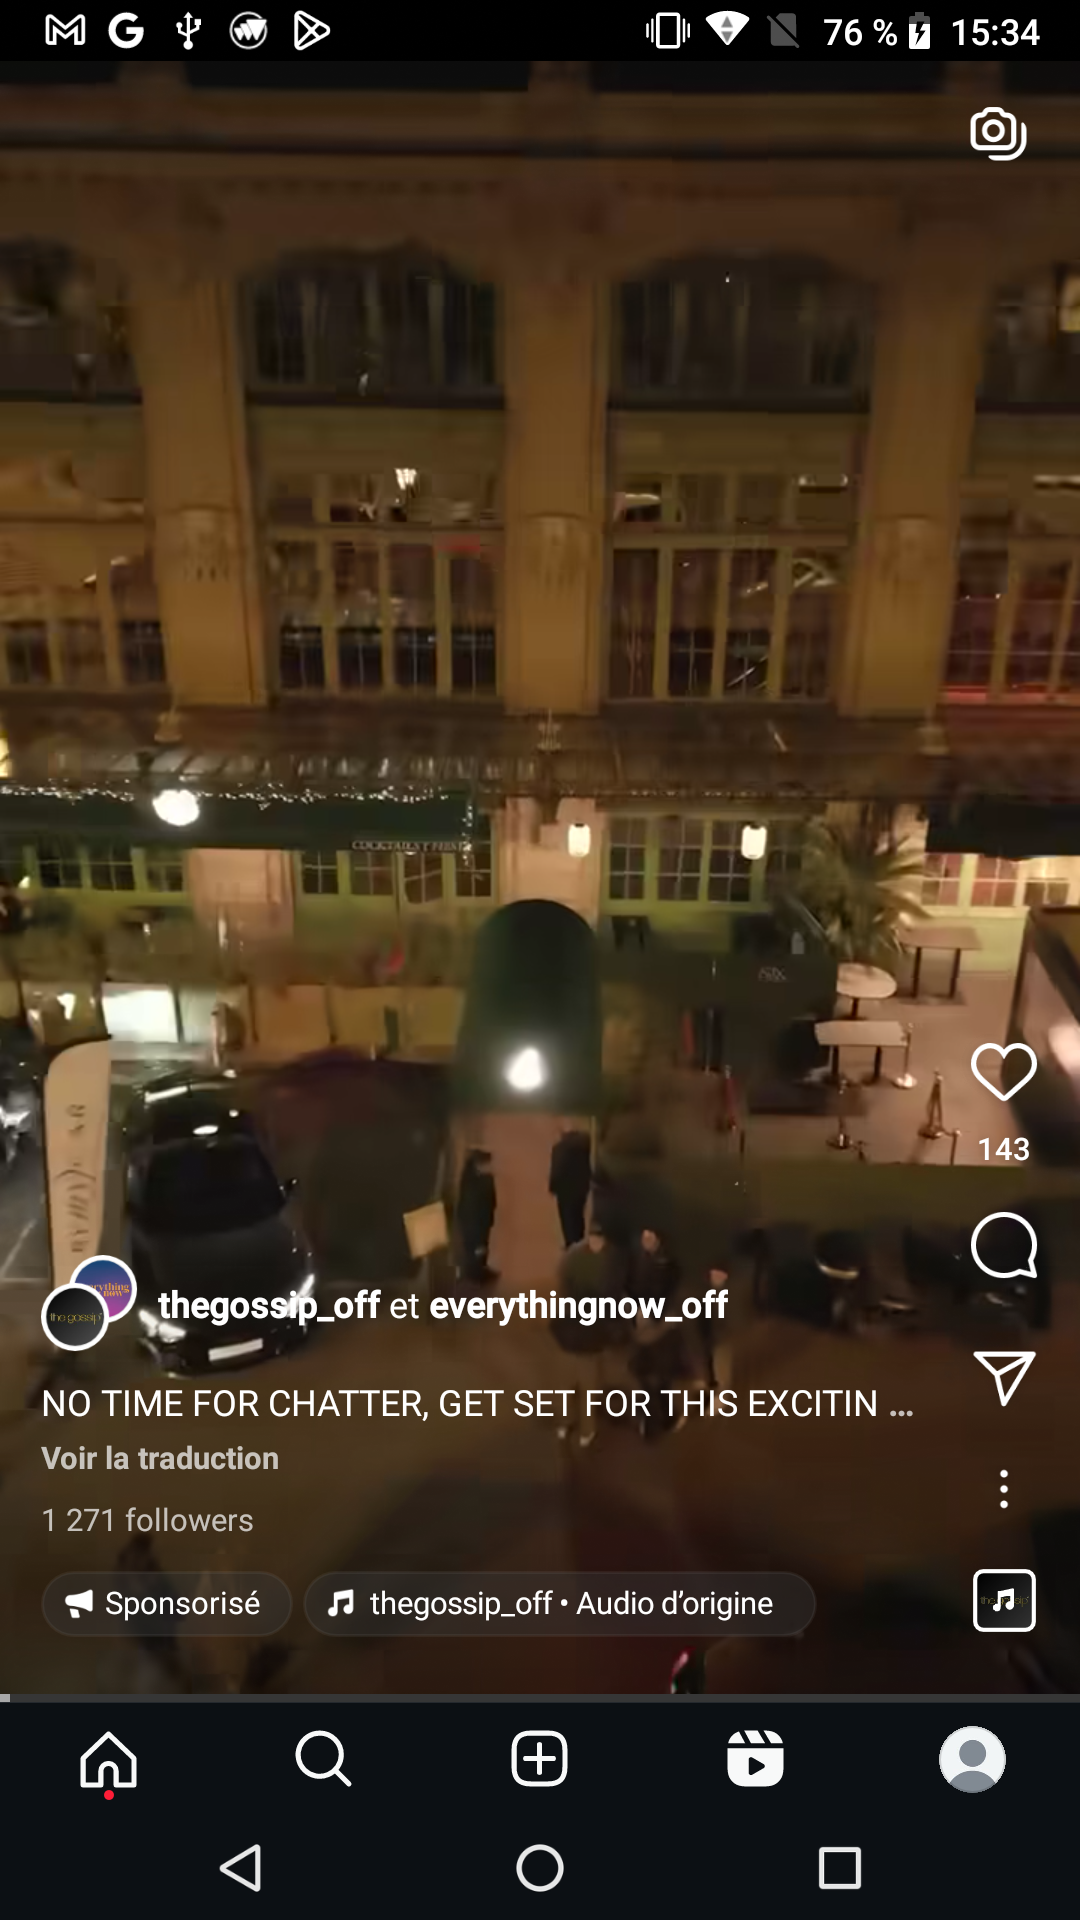 76 % 15:34
143
thegossip_off et everythingnow_off
NO TIME FOR CHATTER, GET SET FOR THIS EXCITIN ...
Voir la traduction
1 271 followers
Sponsorisé
thegossip_off • Audio d’origine